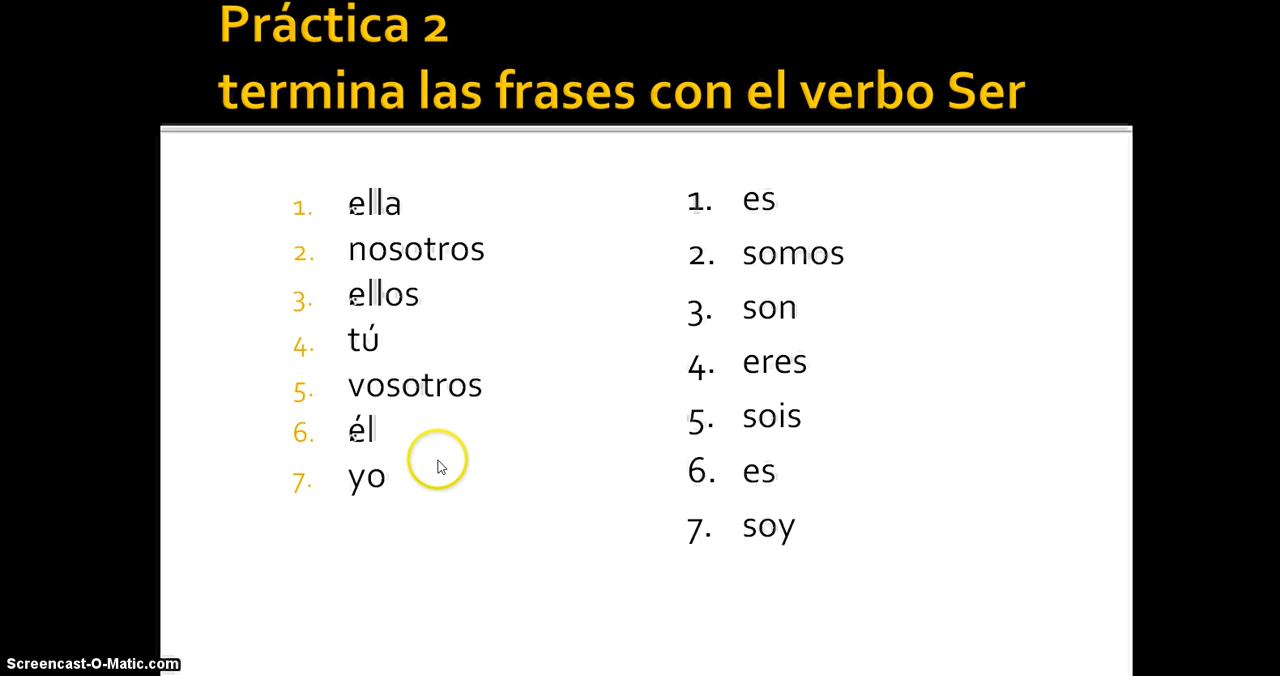 Práctica 2
termina las frases con el verbo Ser
1. ella
2. nosotros
3. ellos
4. tú
5. vosotros
6. él
7. yo
1. es
2. somos
3. son
4. eres
5. sois
6. es
7. soy
Screencast-O-Matic.com